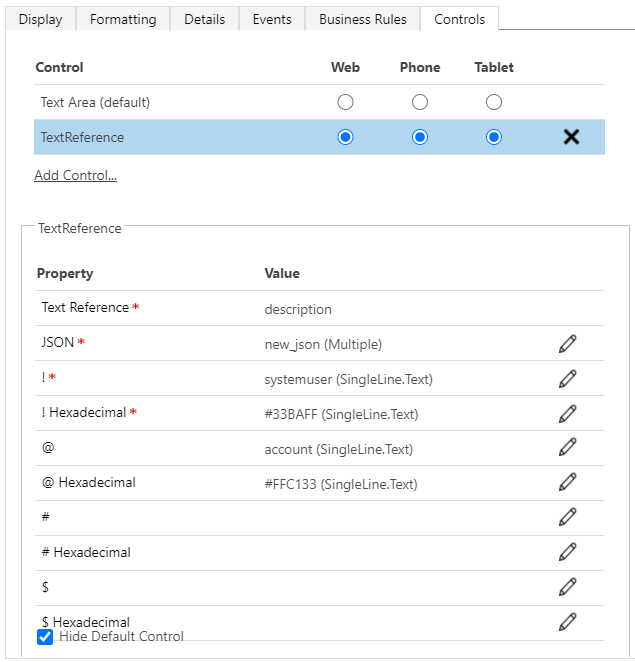 Display Formatting Details Events Business Rules Controls
Control Web Phone Tablet
Text Area (default)
TextReference
Add Control...
TextReference
Property Value
Text Reference * description
JSON * new_json (Multiple)
! * systemuser (SingleLine.Text)
! Hexadecimal * #33BAFF (SingleLine.Text)
@ account (SingleLine.Text)
@ Hexadecimal #FFC133 (SingleLine.Text)
#
# Hexadecimal
$
$ Hexadecimal
Hide Default Control